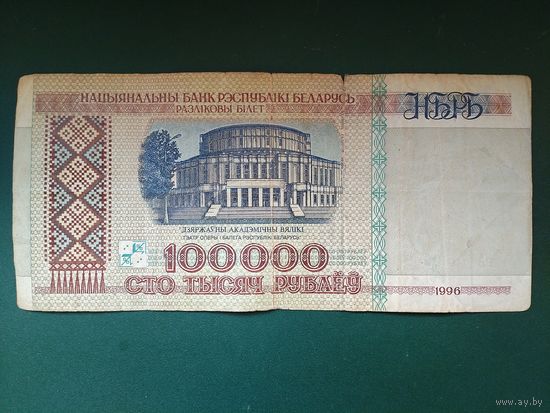 НАЦЫЯНАЛЬНЫ БАНК РЭСПУБЛІКІ БЕЛАРУСЬ
РАЗЛІКОВЫ БІЛЕТ
НБРБ
ДЗЯРЖАЎНЫ АКАДЭМІЧНЫ ВЯЛІКІ
ТЭАТР ОПЕРЫ І БАЛЕТА РЭСПУБЛІКІ БЕЛАРУСЬ
100000
СТО ТЫСЯЧ РУБЛЁЎ
1996
www.ay.by